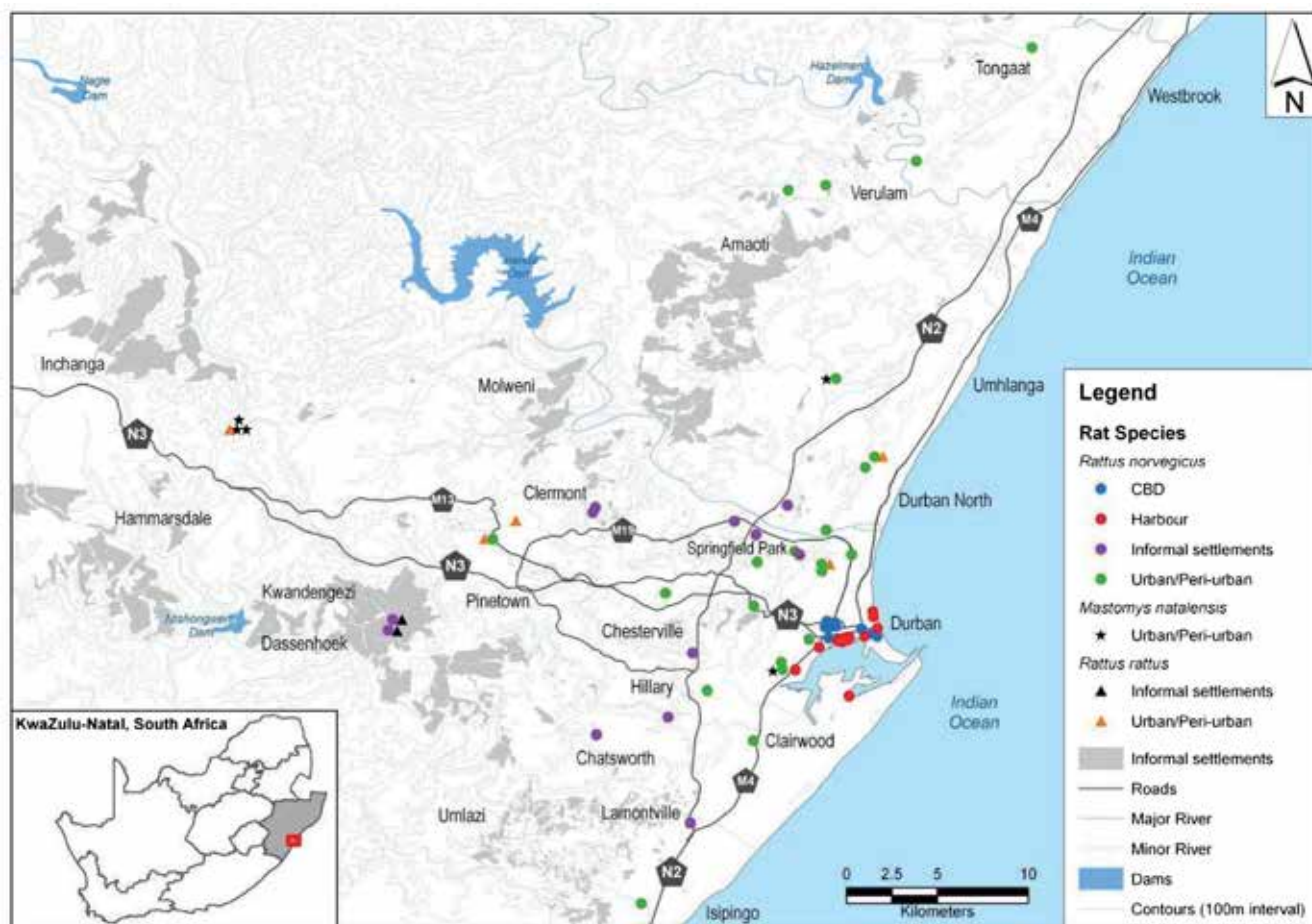 Tongaat
Hazelmere
Dam
Nagle
Dam
Westbrook
N
Verulam
M4
Amaoti
Indian
Ocean
Dam
N2
Inchanga
Molweni
Umhlanga
N3
M13
Clermont
Durban North
Hammarsdale
M19
Springfield Park
N3
Kwandengezi
Pinetown
Dam
Dassenhoek
N3
Durban
Chesterville
Hillary
Indian
Ocean
Clairwood
Chatsworth
M4
Umlazi
Lamontville
N2
Isipingo
0 2.5 5 10
Kilometers
KwaZulu-Natal, South Africa
Legend
Rat Species
Rattus norvegicus
CBD
Harbour
Informal settlements
Urban/Peri-urban
Mastomys natalensis
Urban/Peri-urban
Rattus rattus
Informal settlements
Urban/Peri-urban
Informal settlements
Roads
Major River
Minor River
Dams
Contours (100m interval)